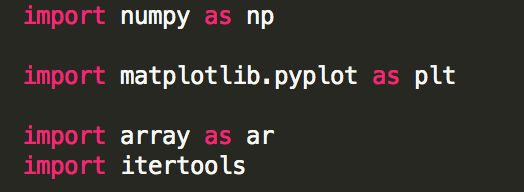 import numpy as np
import matplotlib.pyplot as plt
import array as ar
import itertools